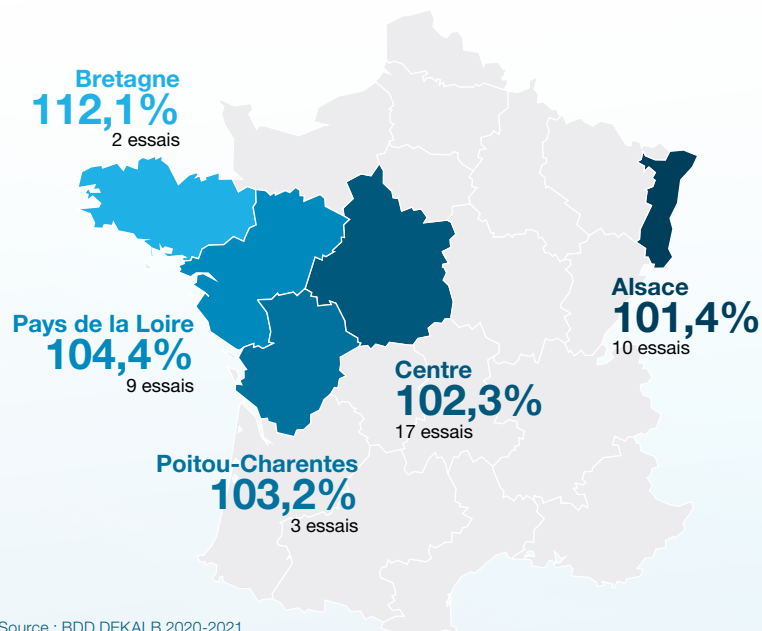 Bretagne
112,1%
2 essais
Alsace
101,4%
10 essais
Pays de la Loire
104,4%
9 essais
Centre
102,3%
17 essais
Poitou-Charentes
103,2%
3 essais
Source : BDD DEKALB 2020-2021